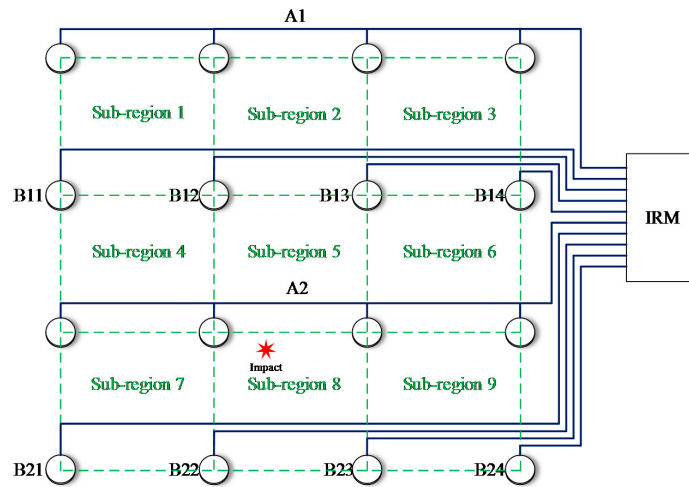 A1
Sub-region 1 Sub-region 2 Sub-region 3
B11 B12 B13 B14 IRM
Sub-region 4 Sub-region 5 Sub-region 6
A2
Impact
Sub-region 7 Sub-region 8 Sub-region 9
B21 B22 B23 B24